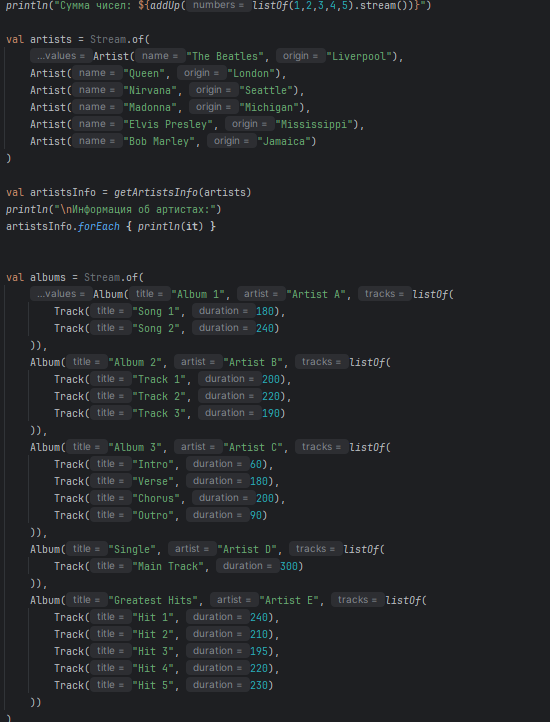 println("Сумма чисел: ${addUp( numbers = listOf(1,2,3,4,5).stream())}")
val artists = Stream.of(
...values = Artist( name = "The Beatles", origin = "Liverpool"),
Artist( name = "Queen", origin = "London"),
Artist( name = "Nirvana", origin = "Seattle"),
Artist( name = "Madonna", origin = "Michigan"),
Artist( name = "Elvis Presley", origin = "Mississippi"),
Artist( name = "Bob Marley", origin = "Jamaica")
)
val artistsInfo = getArtistsInfo(artists)
println("\nИнформация об артистах:")
artistsInfo.forEach { println(it) }
val albums = Stream.of(
...values = Album( title = "Album 1", artist = "Artist A", tracks = listOf(
Track( title = "Song 1", duration = 180),
Track( title = "Song 2", duration = 240)
)),
Album( title = "Album 2", artist = "Artist B", tracks = listOf(
Track( title = "Track 1", duration = 200),
Track( title = "Track 2", duration = 220),
Track( title = "Track 3", duration = 190)
)),
Album( title = "Album 3", artist = "Artist C", tracks = listOf(
Track( title = "Intro", duration = 60),
Track( title = "Verse", duration = 180),
Track( title = "Chorus", duration = 200),
Track( title = "Outro", duration = 90)
)),
Album( title = "Single", artist = "Artist D", tracks = listOf(
Track( title = "Main Track", duration = 300)
)),
Album( title = "Greatest Hits", artist = "Artist E", tracks = listOf(
Track( title = "Hit 1", duration = 240),
Track( title = "Hit 2", duration = 210),
Track( title = "Hit 3", duration = 195),
Track( title = "Hit 4", duration = 220),
Track( title = "Hit 5", duration = 230)
))
)